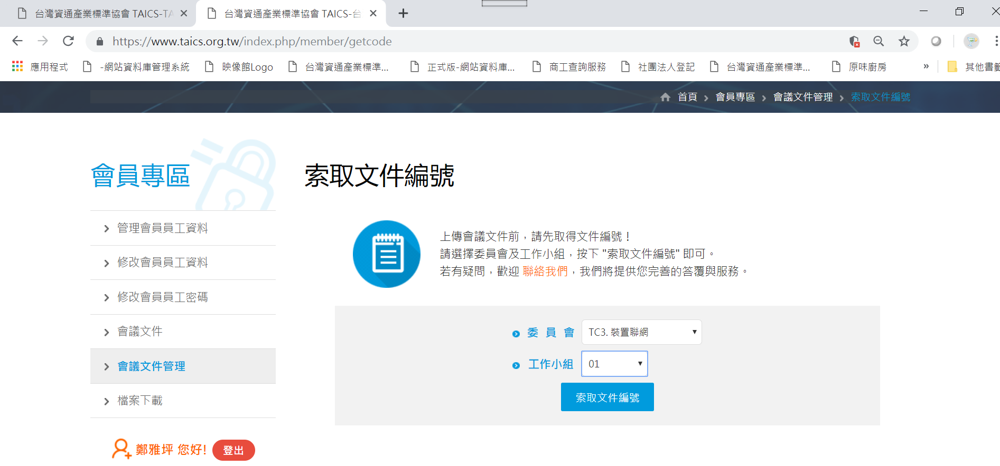 台灣資通產業標準協會 TAICS-TA
台灣資通產業標準協會 TAICS-台
https://www.taics.org.tw/index.php/member/getcode
應用程式 -網站資料庫管理系統 映像館Logo 台灣資通產業標準... 正式版-網站資料庫... 商工查詢服務 社團法人登記 台灣資通產業標準... 原味廚房 » 其他書籤
首頁 > 會員專區 > 會議文件管理 > 索取文件編號
會員專區
管理會員員工資料
修改會員員工資料
修改會員員工密碼
會議文件
會議文件管理
檔案下載
鄭雅坪 您好! 登出
索取文件編號
上傳會議文件前，請先取得文件編號！
請選擇委員會及工作小組，按下 "索取文件編號" 即可。
若有疑問，歡迎 聯絡我們，我們將提供您完善的答覆與服務。
委 員 會 TC3. 裝置聯網
工作小組 01
索取文件編號